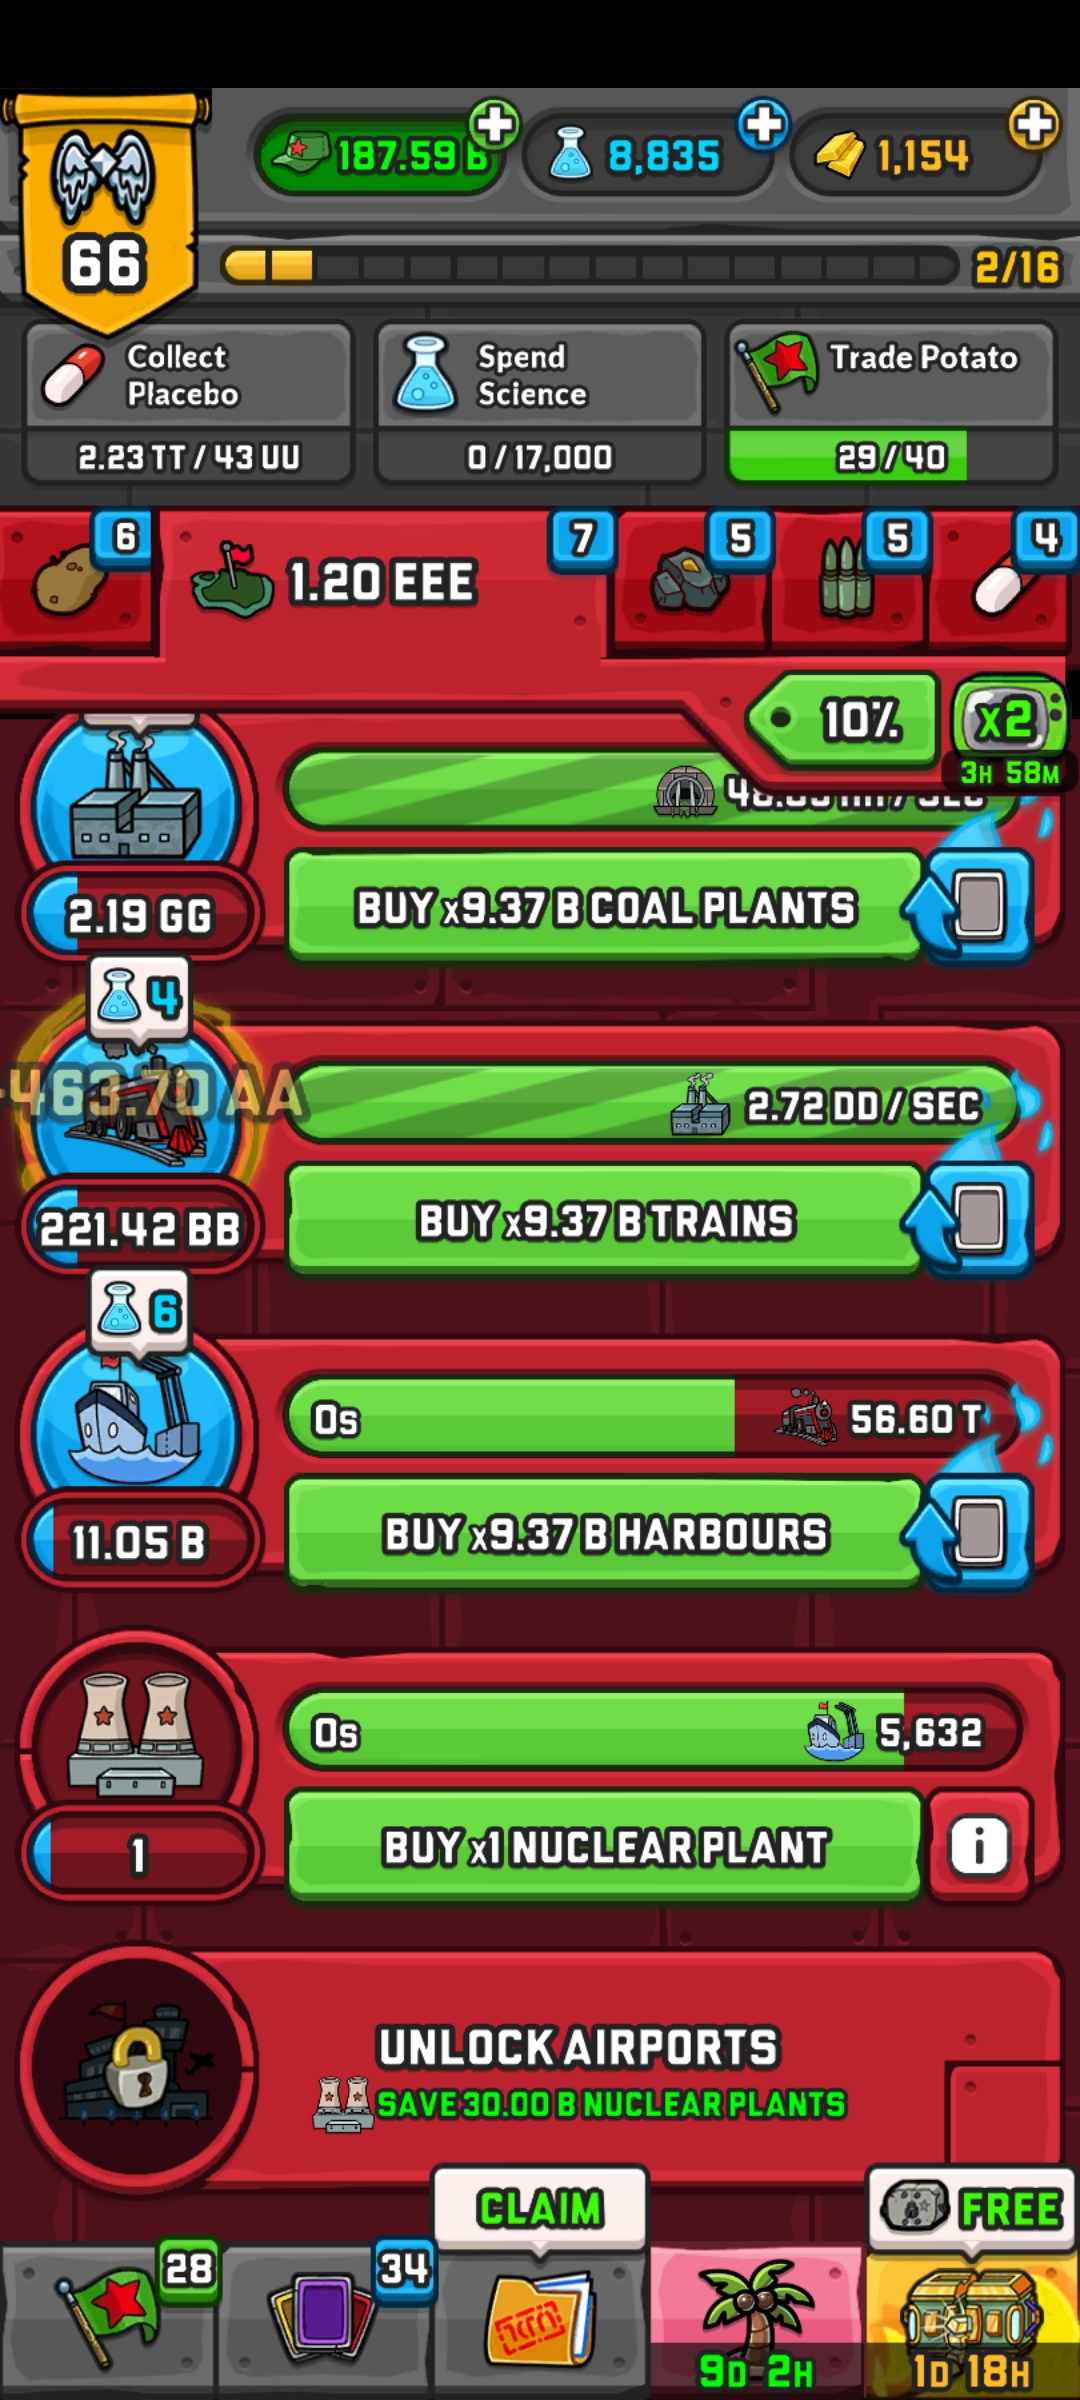 187.59 B
8,835
1,154
66
2/16
Collect
Placebo
2.23 TT / 43 UU
Spend
Science
0 / 17,000
Trade Potato
29 / 40
6
1.20 EEE
7
5
5
4
10%
x2
3H 58M
2.19 GG
BUY x9.37 B COAL PLANTS
4
463.70 AA
2.72 DD / SEC
221.42 BB
BUY x9.37 B TRAINS
6
0s
56.60 T
11.05 B
BUY x9.37 B HARBOURS
0s
5,632
1
BUY x1 NUCLEAR PLANT
i
UNLOCK AIRPORTS
SAVE 30.00 B NUCLEAR PLANTS
CLAIM
FREE
28
34
9D 2H
1D 18H